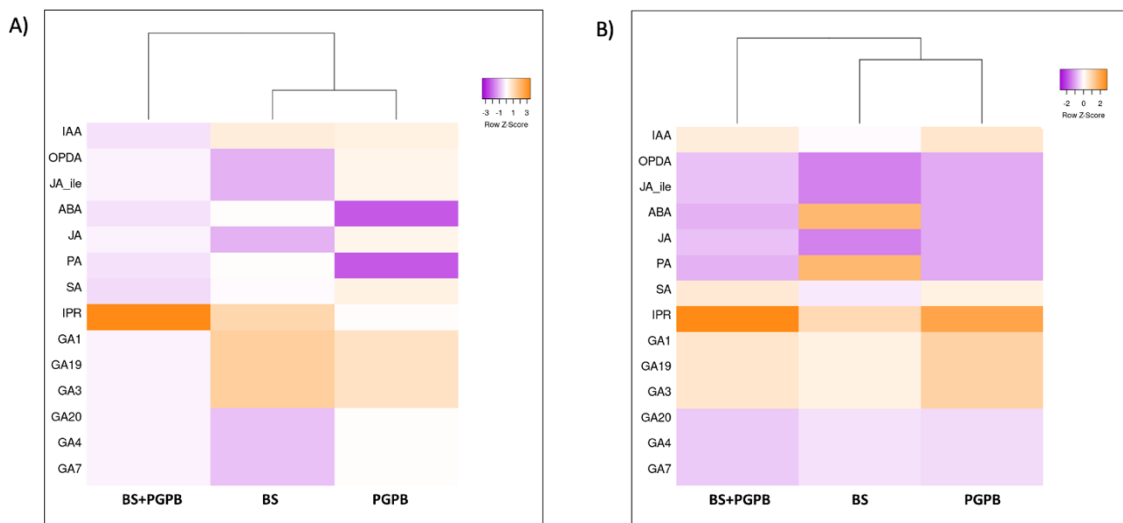 A)
-3 -1 1 3
Row Z-Score
IAA
OPDA
JA_ile
ABA
JA
PA
SA
IPR
GA1
GA19
GA3
GA20
GA4
GA7
BS+PGPB BS PGPB
B)
-2 0 2
Row Z-Score
IAA
OPDA
JA_ile
ABA
JA
PA
SA
IPR
GA1
GA19
GA3
GA20
GA4
GA7
BS+PGPB BS PGPB